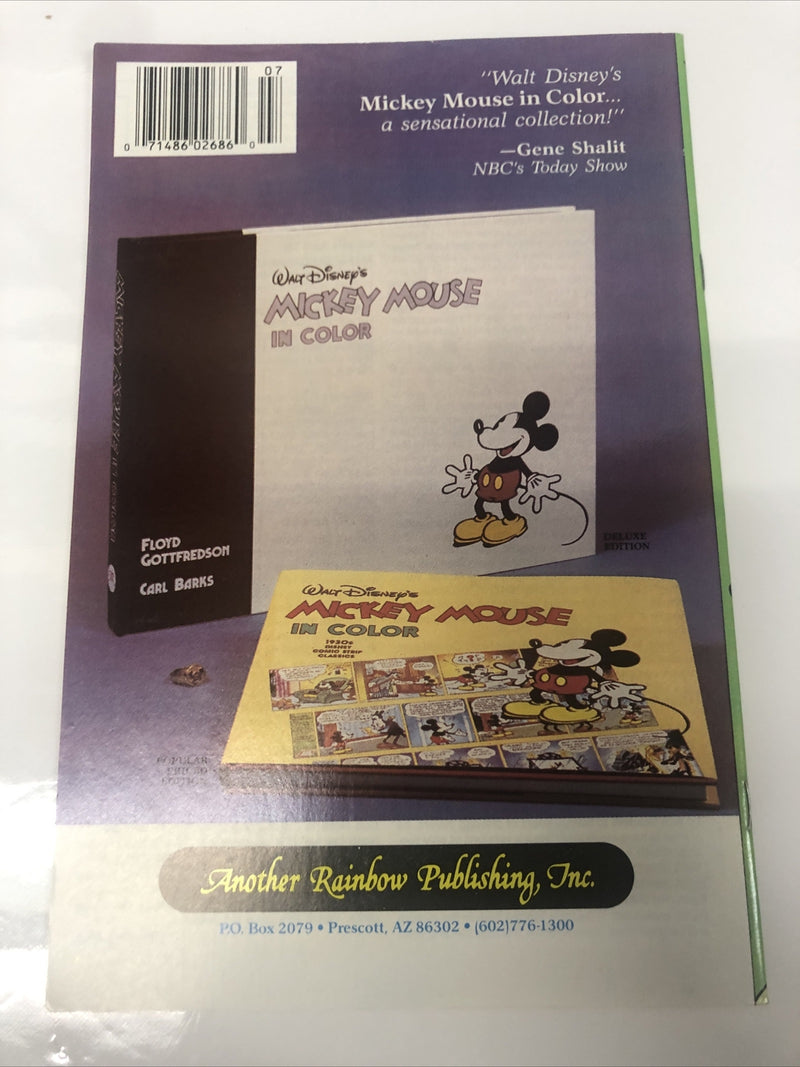 07
0 71486 02686 0
"Walt Disney's
Mickey Mouse in Color...
a sensational collection!"
—Gene Shalit
NBC's Today Show
WALT DISNEY'S
MICKEY MOUSE
IN COLOR
FLOYD
GOTTFREDSON
CARL BARKS
DELUXE
EDITION
WALT DISNEY'S
MICKEY MOUSE
IN COLOR
1930s
DISNEY
COMIC STRIP
CLASSICS
POPULAR
EDITION
Another Rainbow Publishing, Inc.
P.O. Box 2079 • Prescott, AZ 86302 • (602)776-1300